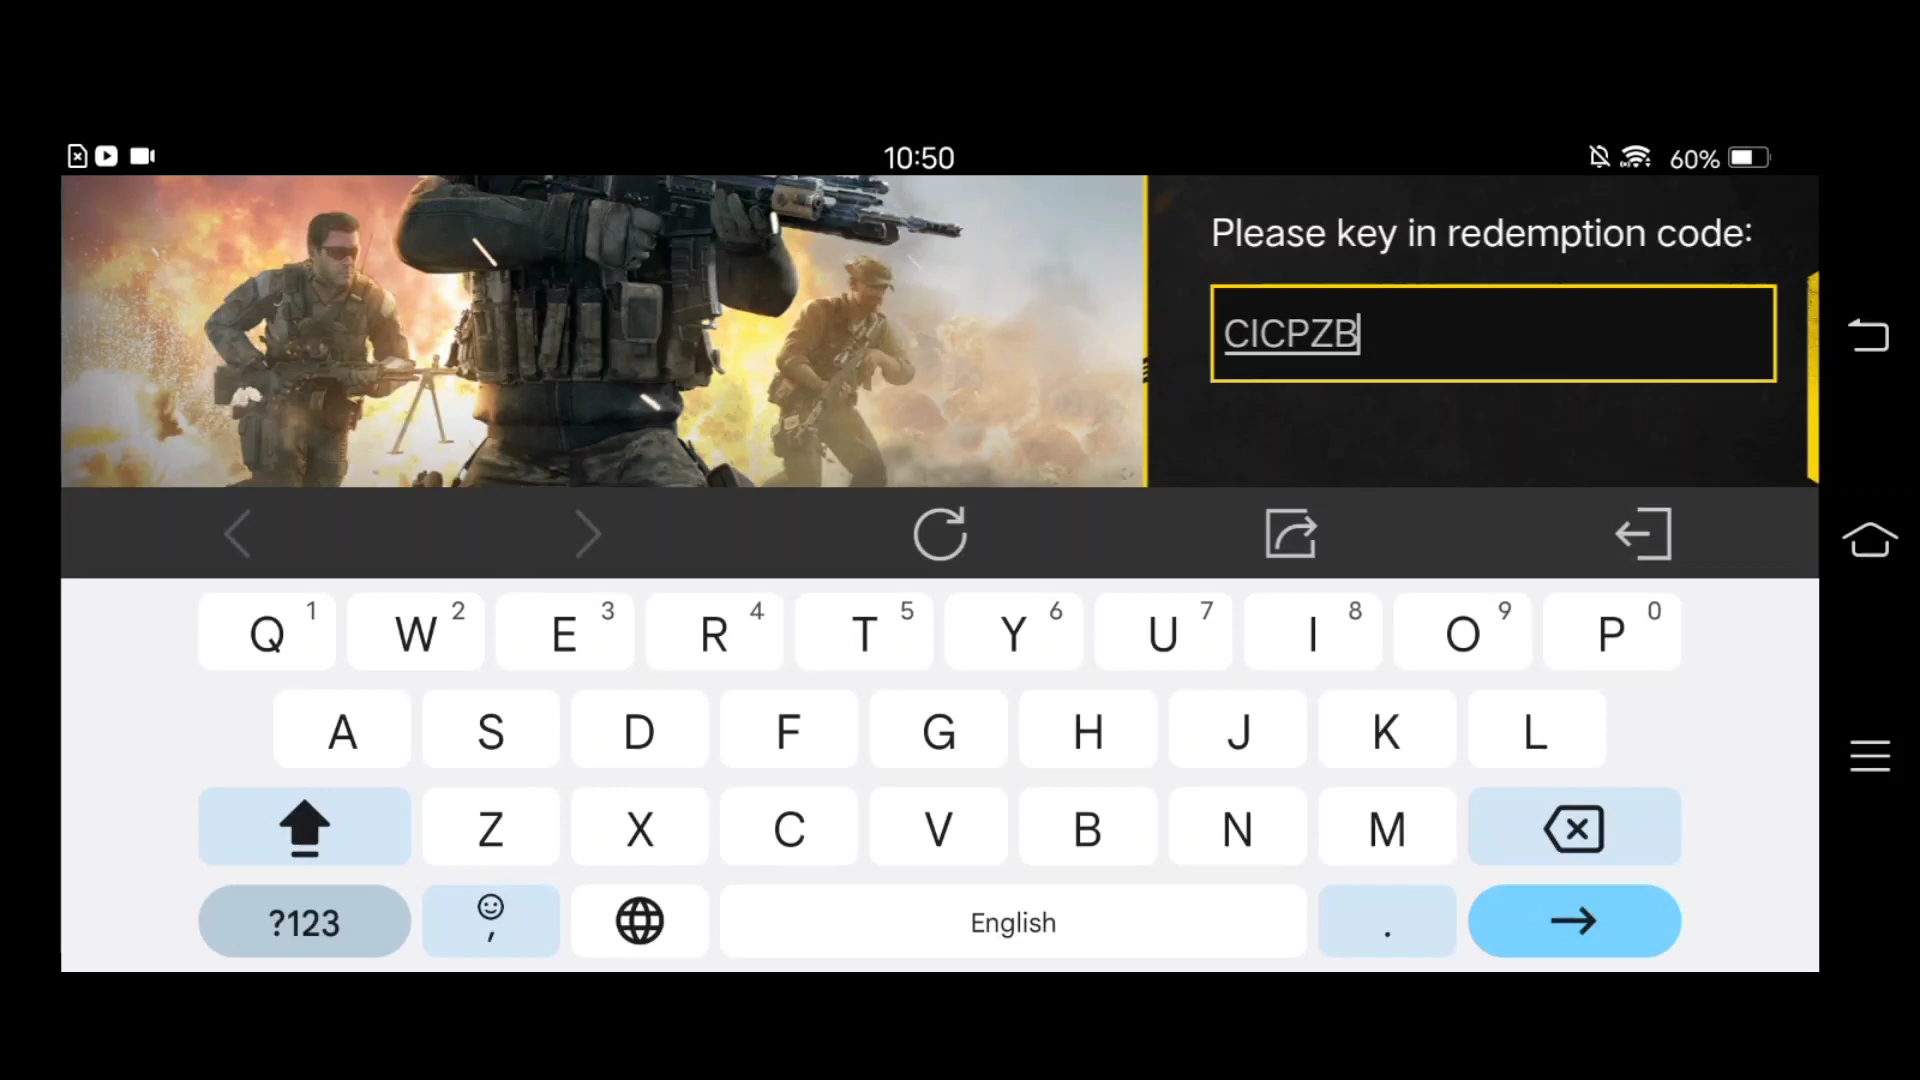 10:50
60%
Please key in redemption code:
CICPZB
Q 1 W 2 E 3 R 4 T 5 Y 6 U 7 I 8 O 9 P 0
A S D F G H J K L
Z X C V B N M
?123 , English .